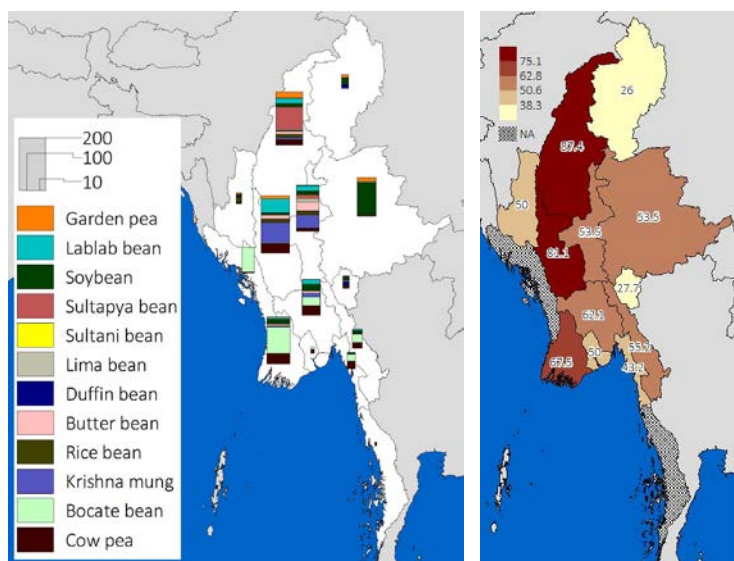 200
100
10
Garden pea
Lablab bean
Soybean
Sultapya bean
Sultani bean
Lima bean
Duffin bean
Butter bean
Rice bean
Krishna mung
Bocate bean
Cow pea
75.1
62.8
50.6
38.3
NA
26
87.4
50
53.5
53.5
81.1
27.7
62.1
67.5
50
55.7
43.2